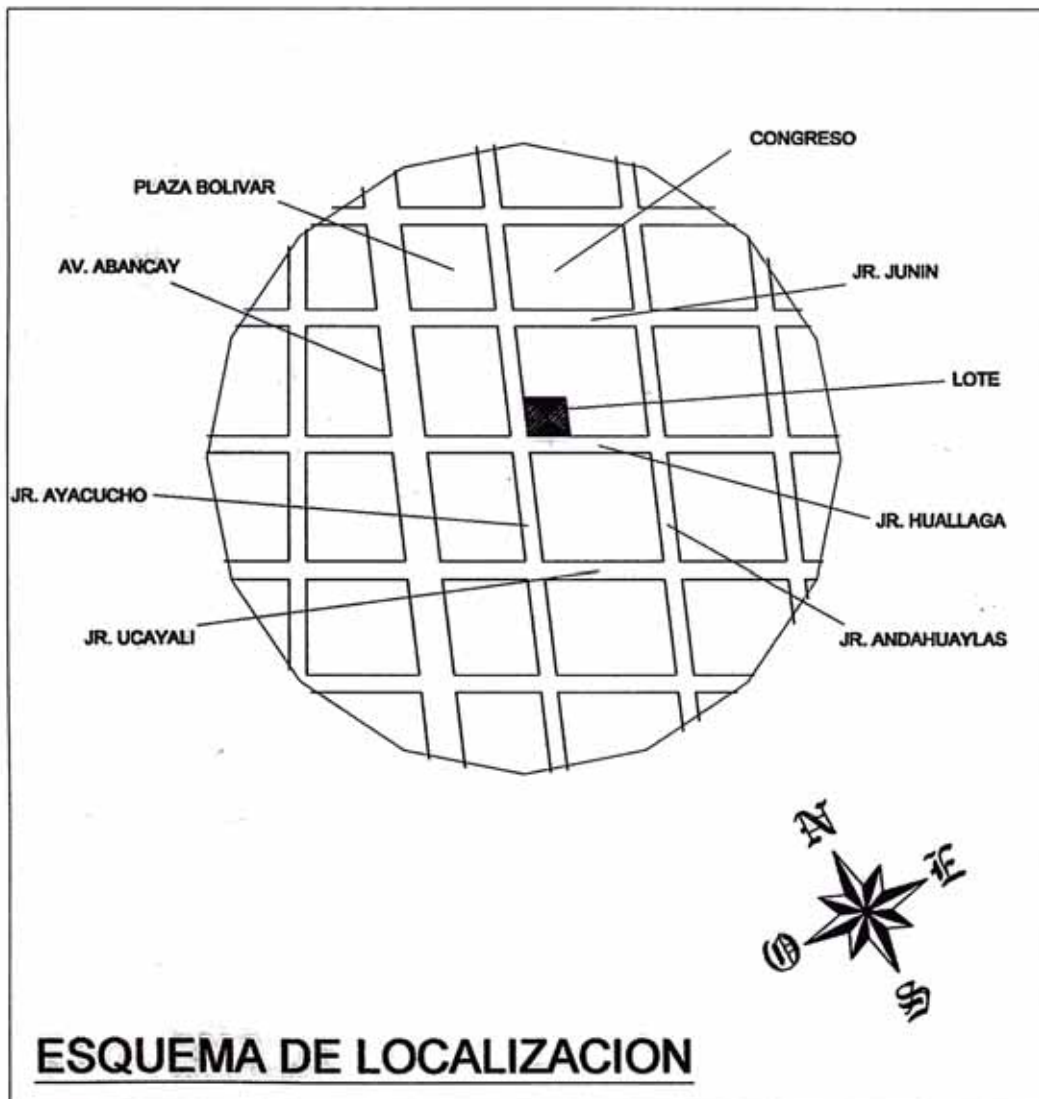 CONGRESO
PLAZA BOLIVAR
AV. ABANCAY
JR. JUNIN
LOTE
JR. AYACUCHO
JR. HUALLAGA
JR. UCAYALI
JR. ANDAHUAYLAS
N
E
O
S
ESQUEMA DE LOCALIZACION